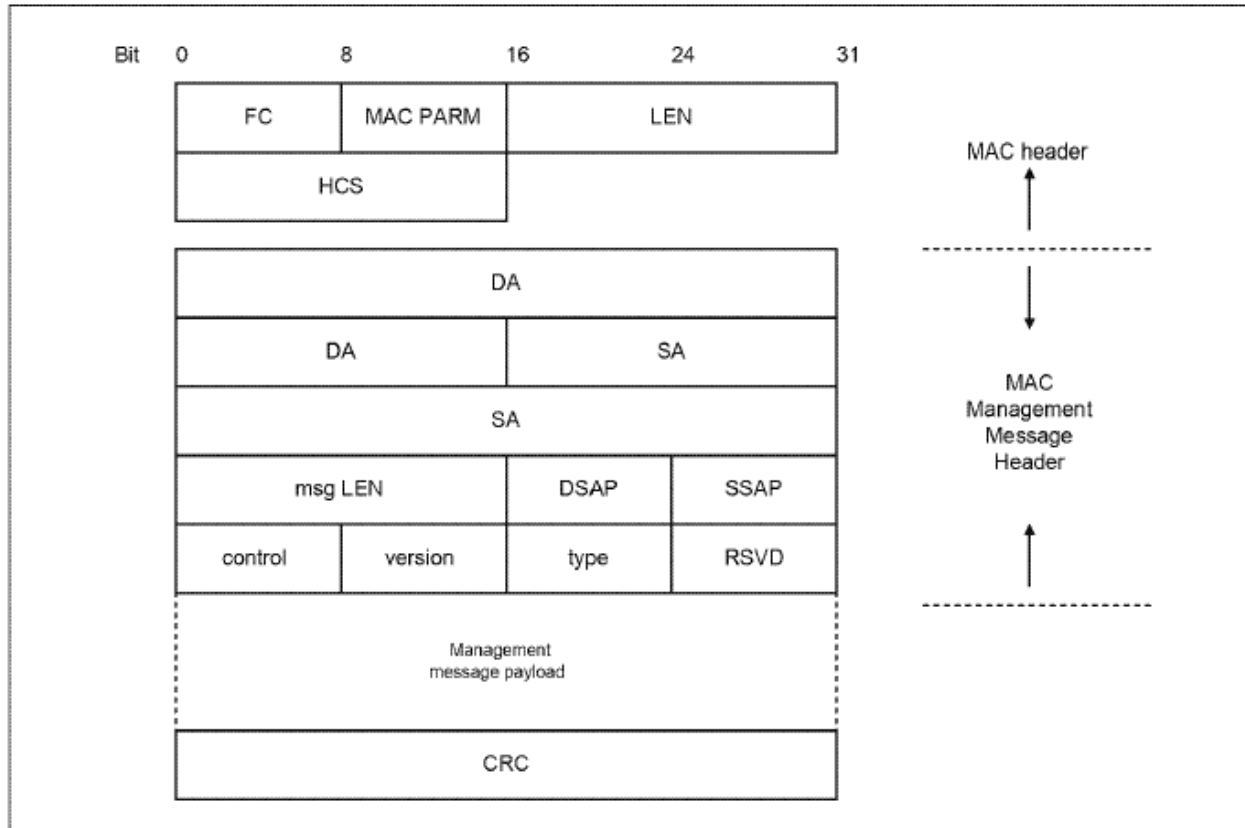 Bit 0 8 16 24 31
FC MAC PARM LEN
MAC header
HCS
DA
DA SA
MAC
Management
Message
Header
SA
msg LEN DSAP SSAP
control version type RSVD
Management
message payload
CRC